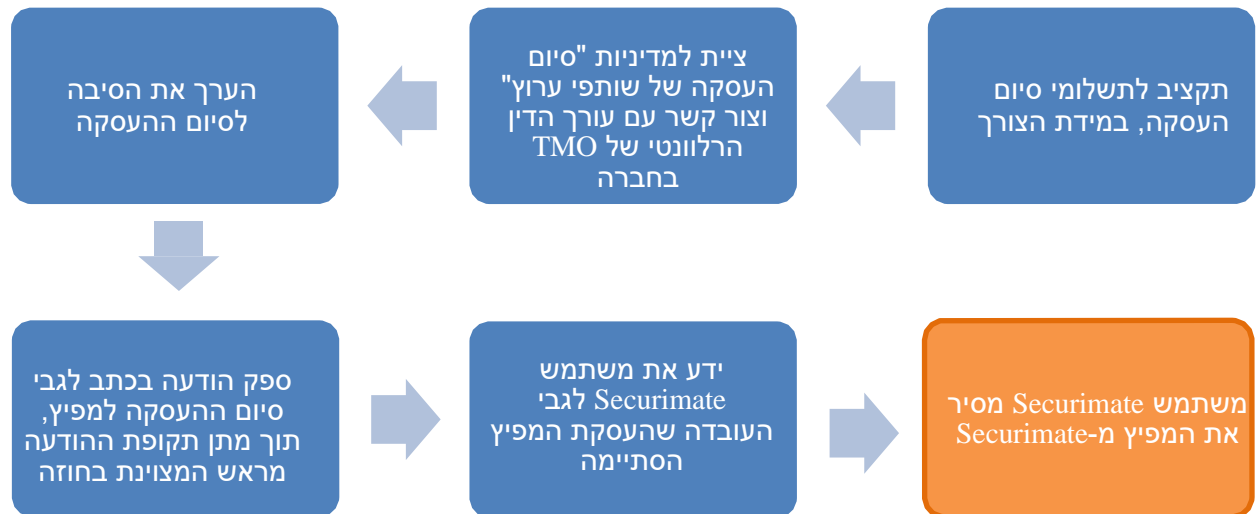 תקציב לתשלומי סיום
העסקה, במידת הצורך
ציית למדיניות "סיום
העסקה של שותפי ערוץ"
וצור קשר עם עורך הדין
הרלוונטי של TMO
בחברה
הערך את הסיבה
לסיום ההעסקה
ספק הודעה בכתב לגבי
סיום ההעסקה למפיץ,
תוך מתן תקופת ההודעה
מראש המצוינת בחוזה
ידע את משתמש
Securimate לגבי
העובדה שהעסקת המפיץ
הסתיימה
משתמש Securimate מסיר
את המפיץ מ-Securimate